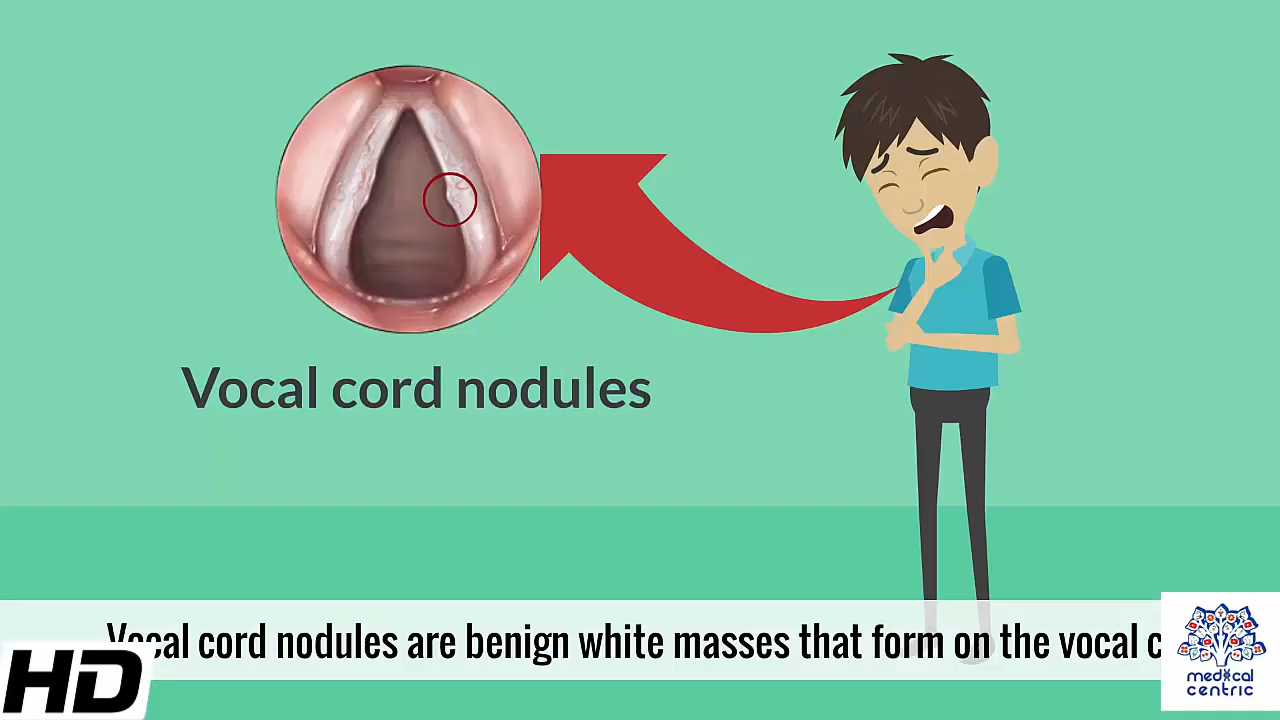 Vocal cord nodules
Vocal cord nodules are benign white masses that form on the vocal c
HD
medical
centric